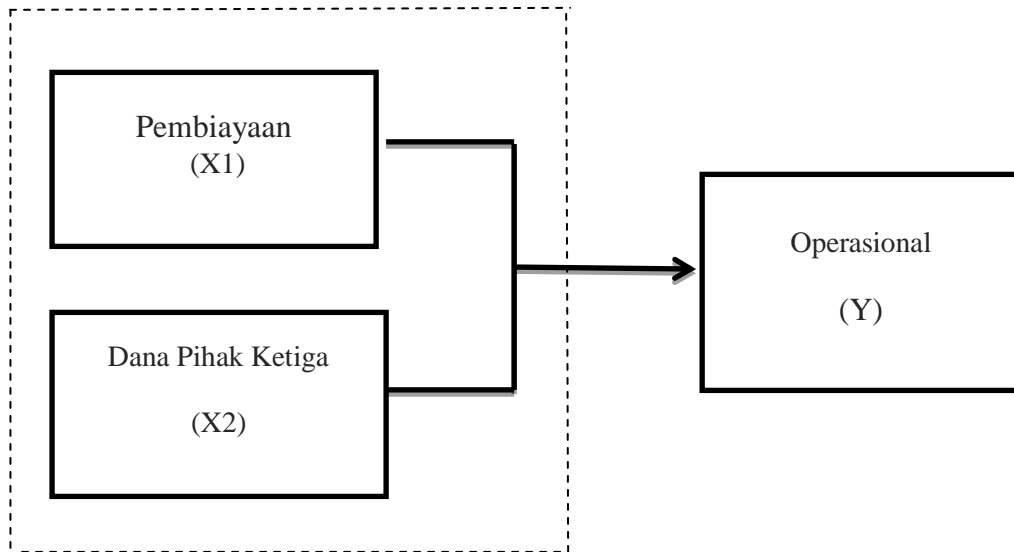 Pembiayaan
(X1)
Dana Pihak Ketiga
(X2)
Operasional
(Y)